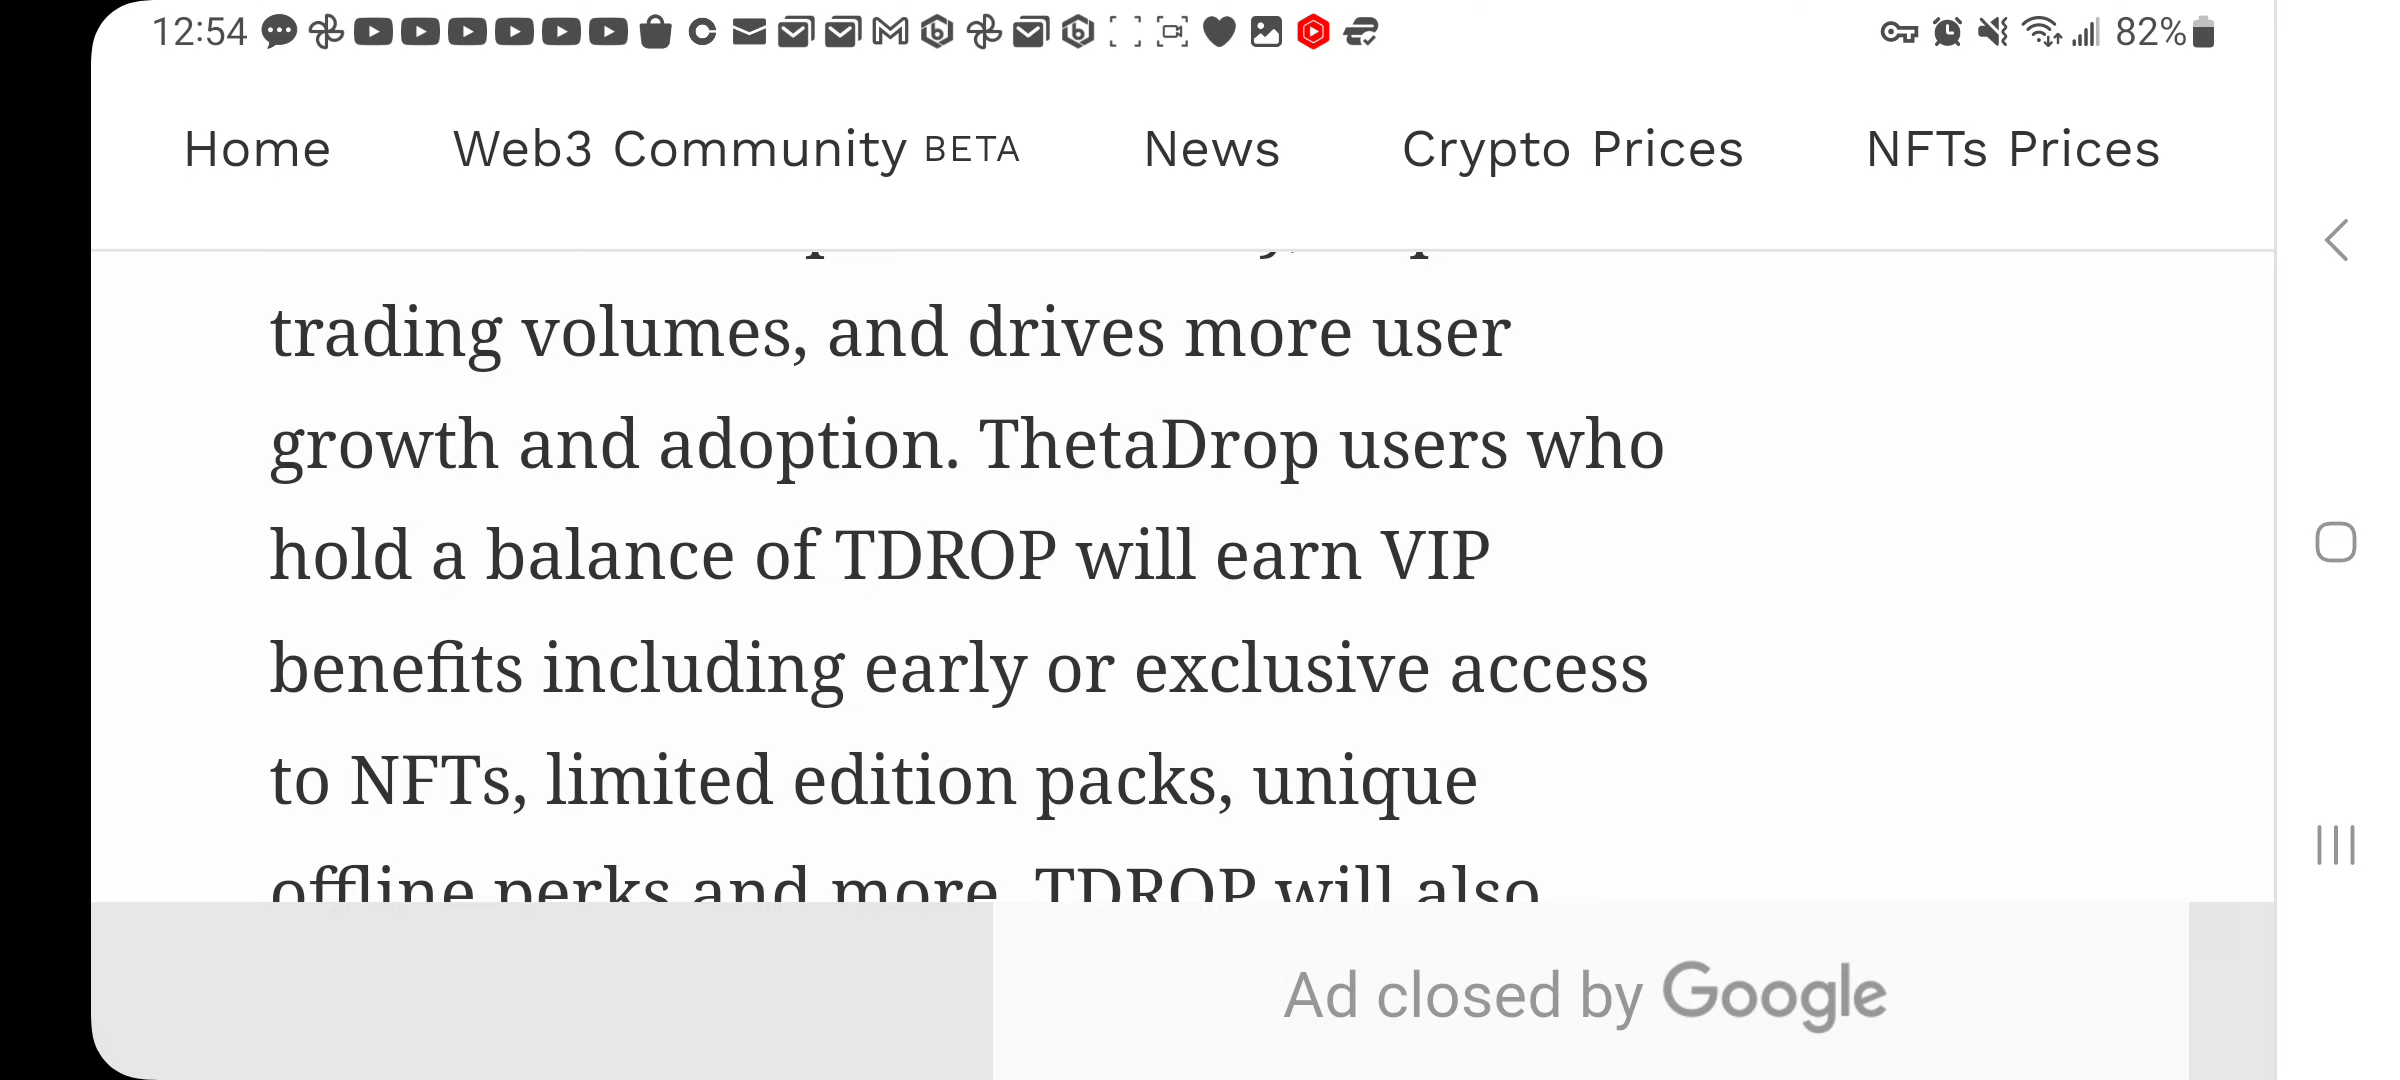 12:54
82%
Home Web3 Community BETA News Crypto Prices NFTs Prices
trading volumes, and drives more user
growth and adoption. ThetaDrop users who
hold a balance of TDROP will earn VIP
benefits including early or exclusive access
to NFTs, limited edition packs, unique
offline perks and more. TDROP will also
Ad closed by Google